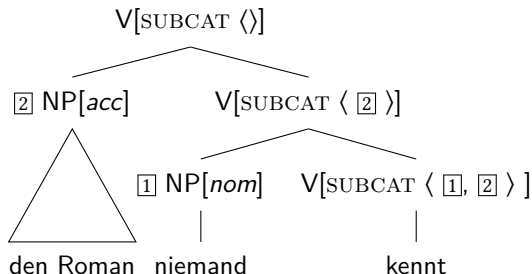 V[SUBCAT ⟨⟩]
2 NP[acc] V[SUBCAT ⟨ 2 ⟩]
1 NP[nom] V[SUBCAT ⟨ 1, 2 ⟩ ]
den Roman niemand kennt